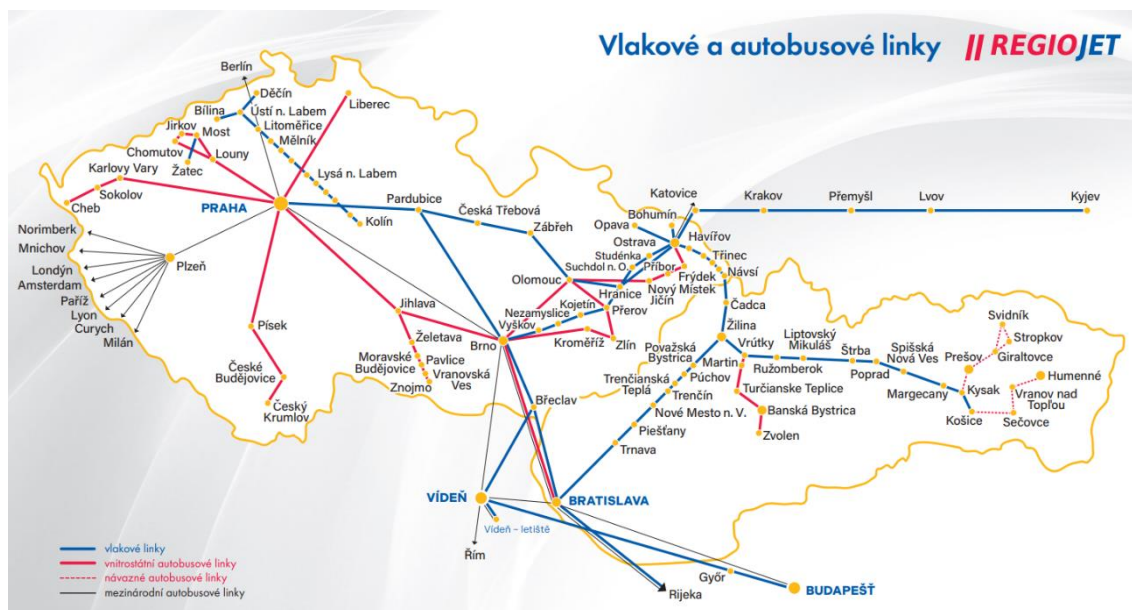 Vlakové a autobusové linky
REGIOJET
Berlín
Děčín
Bílina
Ústí n. Labem
Liberec
Jirkov
Most
Litoměřice
Mělník
Chomutov
Louny
Žatec
Karlovy Vary
Lysá n. Labem
Sokolov
Cheb
PRAHA
Kolín
Pardubice
Česká Třebová
Zábřeh
Katovice
Krakov
Přemyšl
Lvov
Kyjev
Bohumín
Opava
Havířov
Ostrava
Třinec
Studénka
Návsí
Suchdol n. O.
Příbor
Frýdek
Místek
Nový
Jičín
Olomouc
Hranice
Čadca
Norimberk
Mnichov
Londýn
Amsterdam
Paříž
Lyon
Curych
Milán
Plzeň
Písek
České
Budějovice
Český
Krumlov
Jihlava
Želetava
Moravské
Budějovice
Pavlice
Vranovská
Ves
Znojmo
Kojetín
Nezamyslice
Přerov
Vyškov
Brno
Kroměříž
Zlín
Žilina
Považská
Bystrica
Vrútky
Liptovský
Mikuláš
Štrba
Spišská
Nová Ves
Svidník
Stropkov
Prešov
Giraltovce
Martin
Ružomberok
Poprad
Púchov
Trenčianska
Teplá
Trenčín
Turčianske Teplice
Margecany
Kysak
Humenné
Vranov nad
Topľou
Košice
Sečovce
Nové Mesto n. V.
Banská Bystrica
Piešťany
Zvolen
Trnava
Břeclav
VÍDEŇ
BRATISLAVA
Vídeň – letiště
Řím
Rijeka
Győr
BUDAPEŠŤ
vlakové linky
vnitrostátní autobusové linky
návazné autobusové linky
mezinárodní autobusové linky